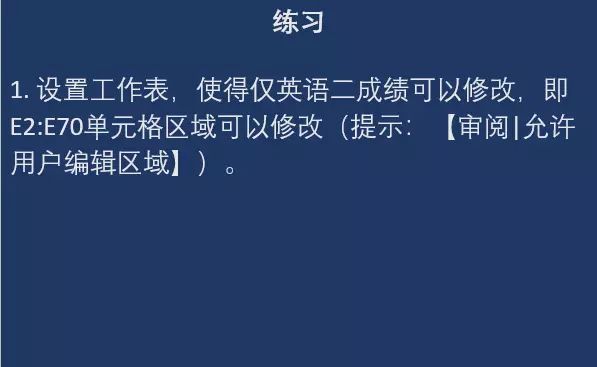 练习
1. 设置工作表，使得仅英语二成绩可以修改，即
E2:E70单元格区域可以修改（提示：【审阅|允许
用户编辑区域】）。